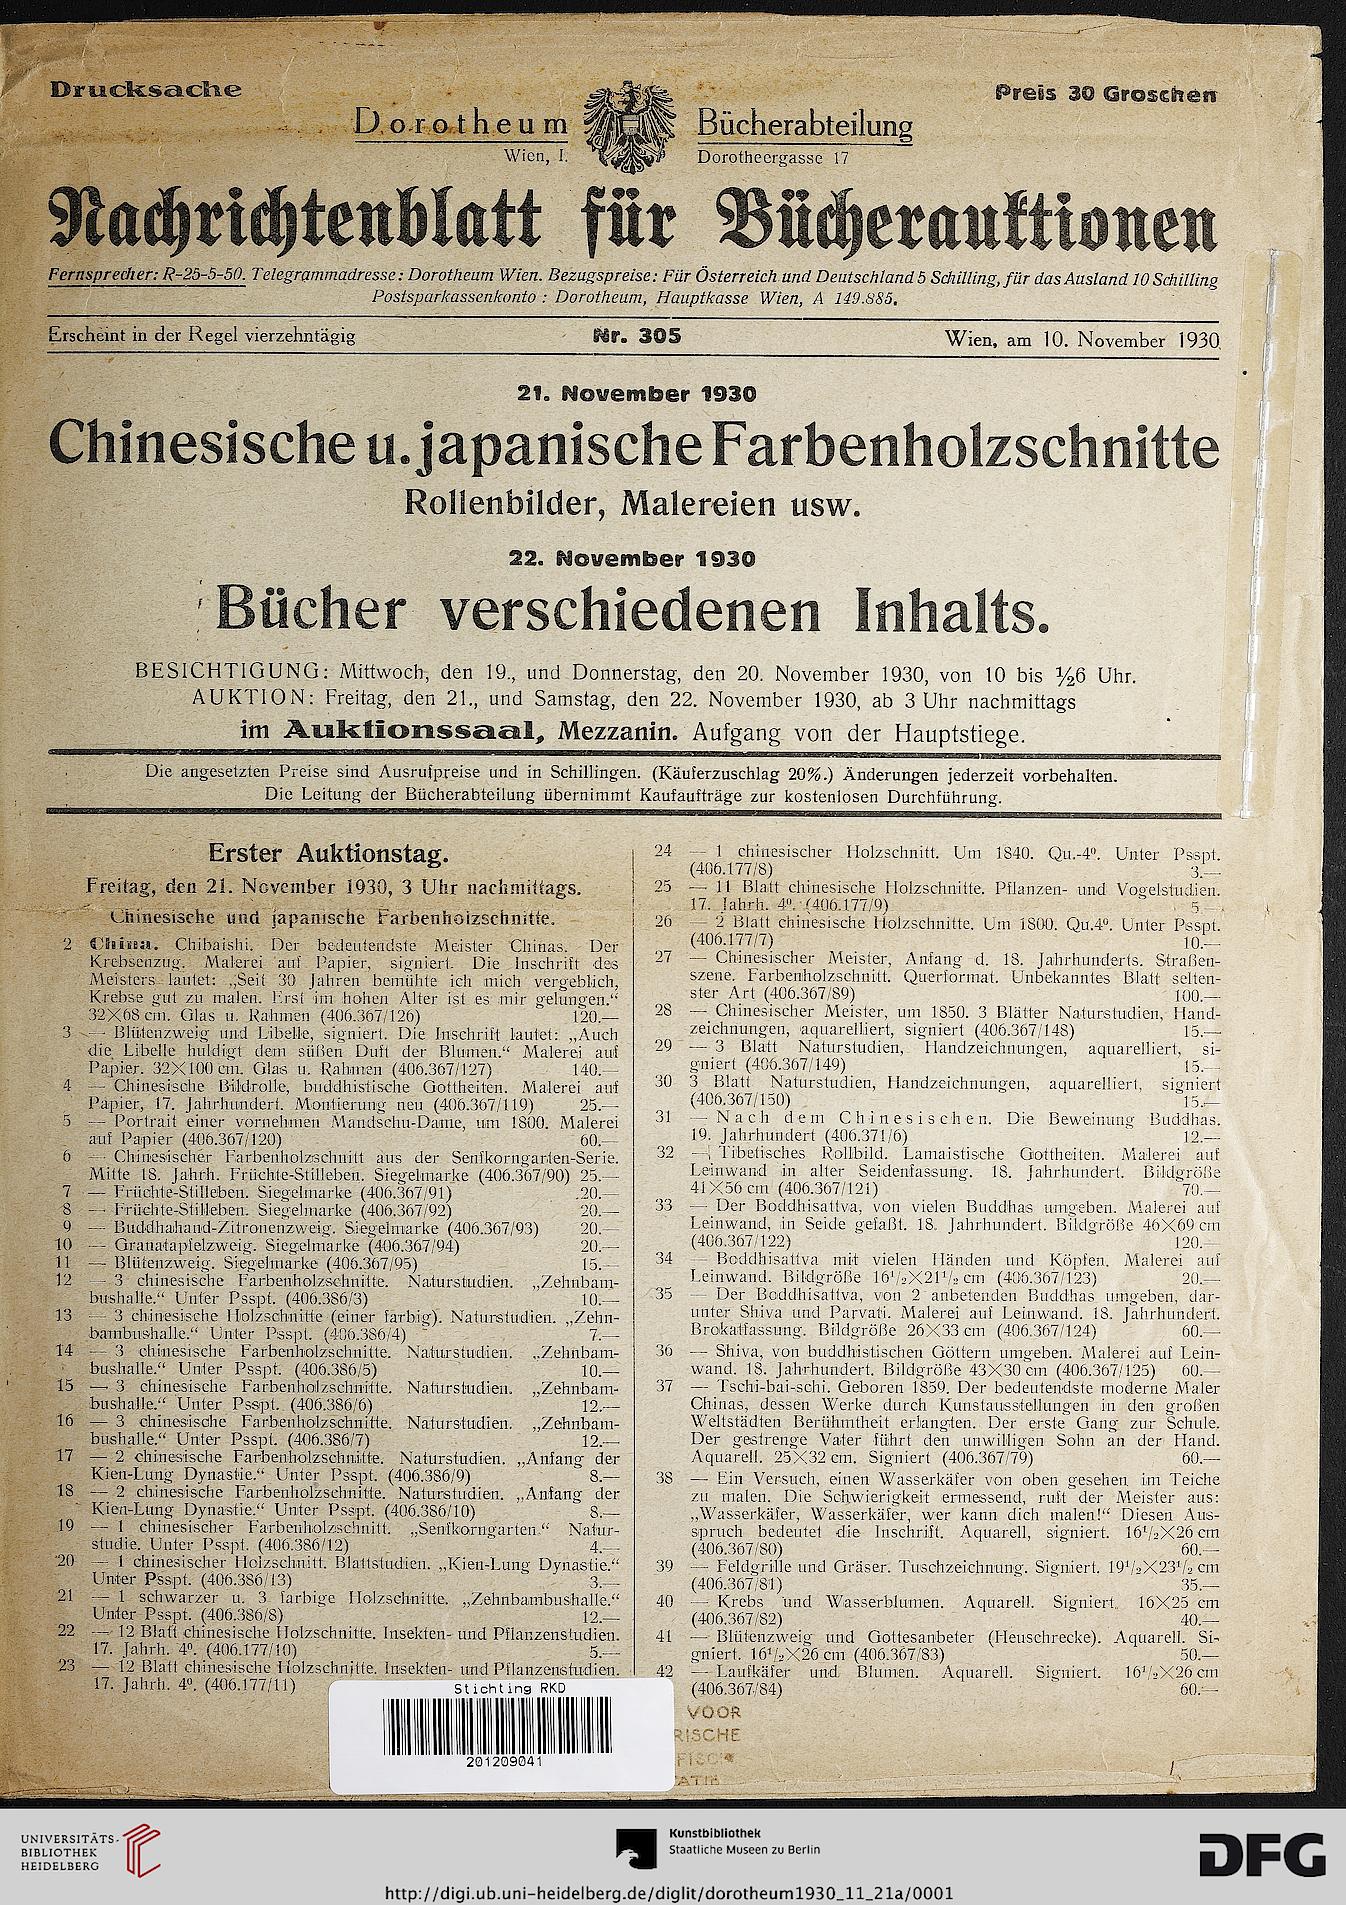 Drucksache
Preis 30 Groschen
Dorotheum Bücherabteilung
Wien, I. Dorotheergasse 17
Nachrichtenblatt für Bücherauktionen
Fernsprecher: R-25-5-50. Telegrammadresse: Dorotheum Wien. Bezugspreise: Für Österreich und Deutschland 5 Schilling, für das Ausland 10 Schilling
Postsparkassenkonto: Dorotheum, Hauptkasse Wien, A 149.885.
Erscheint in der Regel vierzehntägig Nr. 305 Wien, am 10. November 1930
21. November 1930
Chinesische u. japanische Farbenholzschnitte
Rollenbilder, Malereien usw.
22. November 1930
Bücher verschiedenen Inhalts.
BESICHTIGUNG: Mittwoch, den 19., und Donnerstag, den 20. November 1930, von 10 bis ½6 Uhr.
AUKTION: Freitag, den 21., und Samstag, den 22. November 1930, ab 3 Uhr nachmittags
im Auktionssaal, Mezzanin. Aufgang von der Hauptstiege.
Die angesetzten Preise sind Ausrufpreise und in Schillingen. (Käuferzuschlag 20%.) Änderungen jederzeit vorbehalten.
Die Leitung der Bücherabteilung übernimmt Kaufaufträge zur kostenlosen Durchführung.
Erster Auktionstag.
Freitag, den 21. November 1930, 3 Uhr nachmittags.
Chinesische und japanische Farbenholzschnitte.
2 China. Chibaishi. Der bedeutendste Meister Chinas. Der
Krebsenzug. Malerei auf Papier, signiert. Die Inschrift des
Meisters lautet: „Seit 30 Jahren bemühte ich mich vergeblich,
Krebse gut zu malen. Erst im hohen Alter ist es mir gelungen.“
32×68 cm. Glas u. Rahmen (406.367/126) 120.—
3 — Blütenzweig und Libelle, signiert. Die Inschrift lautet: „Auch
die Libelle huldigt dem süßen Duft der Blumen.“ Malerei auf
Papier. 32×100 cm. Glas u. Rahmen (406.367/127) 140.—
4 — Chinesische Bildrolle, buddhistische Gottheiten. Malerei auf
Papier, 17. Jahrhundert. Montierung neu (406.367/119) 25.—
5 — Portrait einer vornehmen Mandschu-Dame, um 1800. Malerei
auf Papier (406.367/120) 60.—
6 — Chinesischer Farbenholzschnitt aus der Senfkorngarten-Serie.
Mitte 18. Jahrh. Früchte-Stilleben. Siegelmarke (406.367/90) 25.—
7 — Früchte-Stilleben. Siegelmarke (406.367/91) 20.—
8 — Früchte-Stilleben. Siegelmarke (406.367/92) 20.—
9 — Buddhahand-Zitronenzweig. Siegelmarke (406.367/93) 20.—
10 — Granatapfelzweig. Siegelmarke (406.367/94) 20.—
11 — Blütenzweig. Siegelmarke (406.367/95) 15.—
12 — 3 chinesische Farbenholzschnitte. Naturstudien. „Zehnbam-
bushalle.“ Unter Psspt. (406.386/3) 10.—
13 — 3 chinesische Holzschnitte (einer farbig). Naturstudien. „Zehn-
bambushalle.“ Unter Psspt. (406.386/4) 7.—
14 — 3 chinesische Farbenholzschnitte. Naturstudien. „Zehnbam-
bushalle.“ Unter Psspt. (406.386/5) 10.—
15 — 3 chinesische Farbenholzschnitte. Naturstudien. „Zehnbam-
bushalle.“ Unter Psspt. (406.386/6) 12.—
16 — 3 chinesische Farbenholzschnitte. Naturstudien. „Zehnbam-
bushalle.“ Unter Psspt. (406.386/7) 12.—
17 — 2 chinesische Farbenholzschnitte. Naturstudien. „Anfang der
Kien-Lung Dynastie.“ Unter Psspt. (406.386/9) 8.—
18 — 2 chinesische Farbenholzschnitte. Naturstudien. „Anfang der
Kien-Lung Dynastie.“ Unter Psspt. (406.386/10) 8.—
19 — 1 chinesischer Farbenholzschnitt. „Senfkorngarten.“ Natur-
studie. Unter Psspt. (406.386/12) 4.—
20 — 1 chinesischer Holzschnitt. Blattstudien. „Kien-Lung Dynastie.“
Unter Psspt. (406.386/13) 3.—
21 — 1 schwarzer u. 3 farbige Holzschnitte. „Zehnbambushalle.“
Unter Psspt. (406.386/8) 12.—
22 — 12 Blatt chinesische Holzschnitte. Insekten- und Pflanzenstudien.
17. Jahrh. 4⁰. (406.177/10) 5.—
23 — 12 Blatt chinesische Holzschnitte. Insekten- und Pflanzenstudien.
17. Jahrh. 4⁰. (406.177/11)
24 — 1 chinesischer Holzschnitt. Um 1840. Qu.-4⁰. Unter Psspt.
(406.177/8) 3.—
25 — 11 Blatt chinesische Holzschnitte. Pflanzen- und Vogelstudien.
17. Jahrh. 4⁰. (406.177/9) 5.—
26 — 2 Blatt chinesische Holzschnitte. Um 1800. Qu.4⁰. Unter Psspt.
(406.177/7) 10.—
27 — Chinesischer Meister, Anfang d. 18. Jahrhunderts. Straßen-
szene. Farbenholzschnitt. Querformat. Unbekanntes Blatt selten-
ster Art (406.367/89) 100.—
28 — Chinesischer Meister, um 1850. 3 Blätter Naturstudien, Hand-
zeichnungen, aquarelliert, signiert (406.367/148) 15.—
29 — 3 Blatt Naturstudien, Handzeichnungen, aquarelliert, si-
gniert (406.367/149) 15.—
30 3 Blatt Naturstudien, Handzeichnungen, aquarelliert, signiert
(406.367/150) 15.—
31 — Nach dem Chinesischen. Die Beweinung Buddhas.
19. Jahrhundert (406.371/6) 12.—
32 — Tibetisches Rollbild. Lamaistische Gottheiten. Malerei auf
Leinwand in alter Seidenfassung. 18. Jahrhundert. Bildgröße
41×56 cm (406.367/121) 70.—
33 — Der Boddhisattva, von vielen Buddhas umgeben. Malerei auf
Leinwand, in Seide gefaßt. 18. Jahrhundert. Bildgröße 46×69 cm
(406.367/122) 120.—
34 — Boddhisattva mit vielen Händen und Köpfen. Malerei auf
Leinwand. Bildgröße 16¹/₂×21¹/₂ cm (406.367/123) 20.—
35 — Der Boddhisattva, von 2 anbetenden Buddhas umgeben, dar-
unter Shiva und Parvati. Malerei auf Leinwand. 18. Jahrhundert.
Brokatfassung. Bildgröße 26×33 cm (406.367/124) 60.—
36 — Shiva, von buddhistischen Göttern umgeben. Malerei auf Lein-
wand. 18. Jahrhundert. Bildgröße 43×30 cm (406.367/125) 60.—
37 — Tschi-bai-schi. Geboren 1859. Der bedeutendste moderne Maler
Chinas, dessen Werke durch Kunstausstellungen in den großen
Weltstädten Berühmtheit erlangten. Der erste Gang zur Schule.
Der gestrenge Vater führt den unwilligen Sohn an der Hand.
Aquarell. 25×32 cm. Signiert (406.367/79) 60.—
38 — Ein Versuch, einen Wasserkäfer von oben gesehen im Teiche
zu malen. Die Schwierigkeit ermessend, ruft der Meister aus:
„Wasserkäfer, Wasserkäfer, wer kann dich malen!“ Diesen Aus-
spruch bedeutet die Inschrift. Aquarell, signiert. 16¹/₂×26 cm
(406.367/80) 60.—
39 — Feldgrille und Gräser. Tuschzeichnung. Signiert. 19¹/₂×23¹/₂ cm
(406.367/81) 35.—
40 — Krebs und Wasserblumen. Aquarell. Signiert. 16×25 cm
(406.367/82) 40.—
41 — Blütenzweig und Gottesanbeter (Heuschrecke). Aquarell. Si-
gniert. 16¹/₂×26 cm (406.367/83) 50.—
42 — Laufkäfer und Blumen. Aquarell. Signiert. 16¹/₂×26 cm
(406.367/84) 60.—
Stichting RKD
201209041
VOOR
RISCHE
UNIVERSITÄTS-
BIBLIOTHEK
HEIDELBERG
Kunstbibliothek
Staatliche Museen zu Berlin
DFG
http://digi.ub.uni-heidelberg.de/diglit/dorotheum1930_11_21a/0001